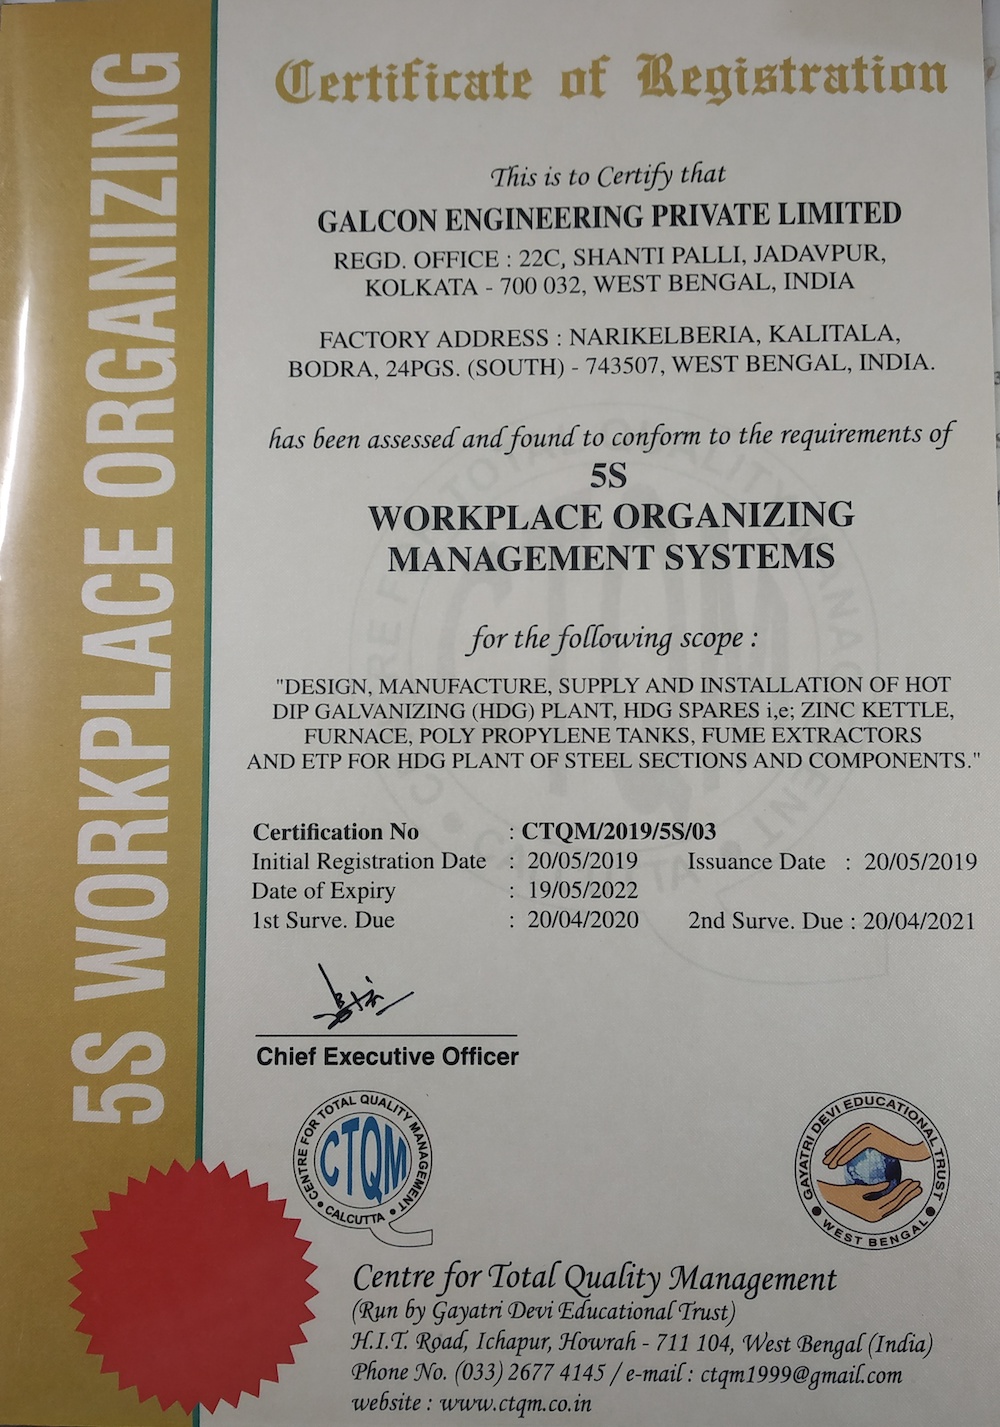 5S WORKPLACE ORGANIZING
Certificate of Registration
This is to Certify that
GALCON ENGINEERING PRIVATE LIMITED
REGD. OFFICE : 22C, SHANTI PALLI, JADAVPUR,
KOLKATA - 700 032, WEST BENGAL, INDIA
FACTORY ADDRESS : NARIKELBERIA, KALITALA,
BODRA, 24PGS. (SOUTH) - 743507, WEST BENGAL, INDIA.
has been assessed and found to conform to the requirements of
5S
WORKPLACE ORGANIZING
MANAGEMENT SYSTEMS
for the following scope :
"DESIGN, MANUFACTURE, SUPPLY AND INSTALLATION OF HOT
DIP GALVANIZING (HDG) PLANT, HDG SPARES i,e; ZINC KETTLE,
FURNACE, POLY PROPYLENE TANKS, FUME EXTRACTORS
AND ETP FOR HDG PLANT OF STEEL SECTIONS AND COMPONENTS."
Certification No : CTQM/2019/5S/03
Initial Registration Date : 20/05/2019 Issuance Date : 20/05/2019
Date of Expiry : 19/05/2022
1st Surve. Due : 20/04/2020 2nd Surve. Due : 20/04/2021
Chief Executive Officer
CENTRE FOR TOTAL QUALITY MANAGEMENT
CTQM
CALCUTTA
GAYATRI DEVI EDUCATIONAL TRUST
WEST BENGAL
Centre for Total Quality Management
(Run by Gayatri Devi Educational Trust)
H.I.T. Road, Ichapur, Howrah - 711 104, West Bengal (India)
Phone No. (033) 2677 4145 / e-mail : ctqm1999@gmail.com
website : www.ctqm.co.in